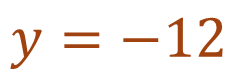 y = −12